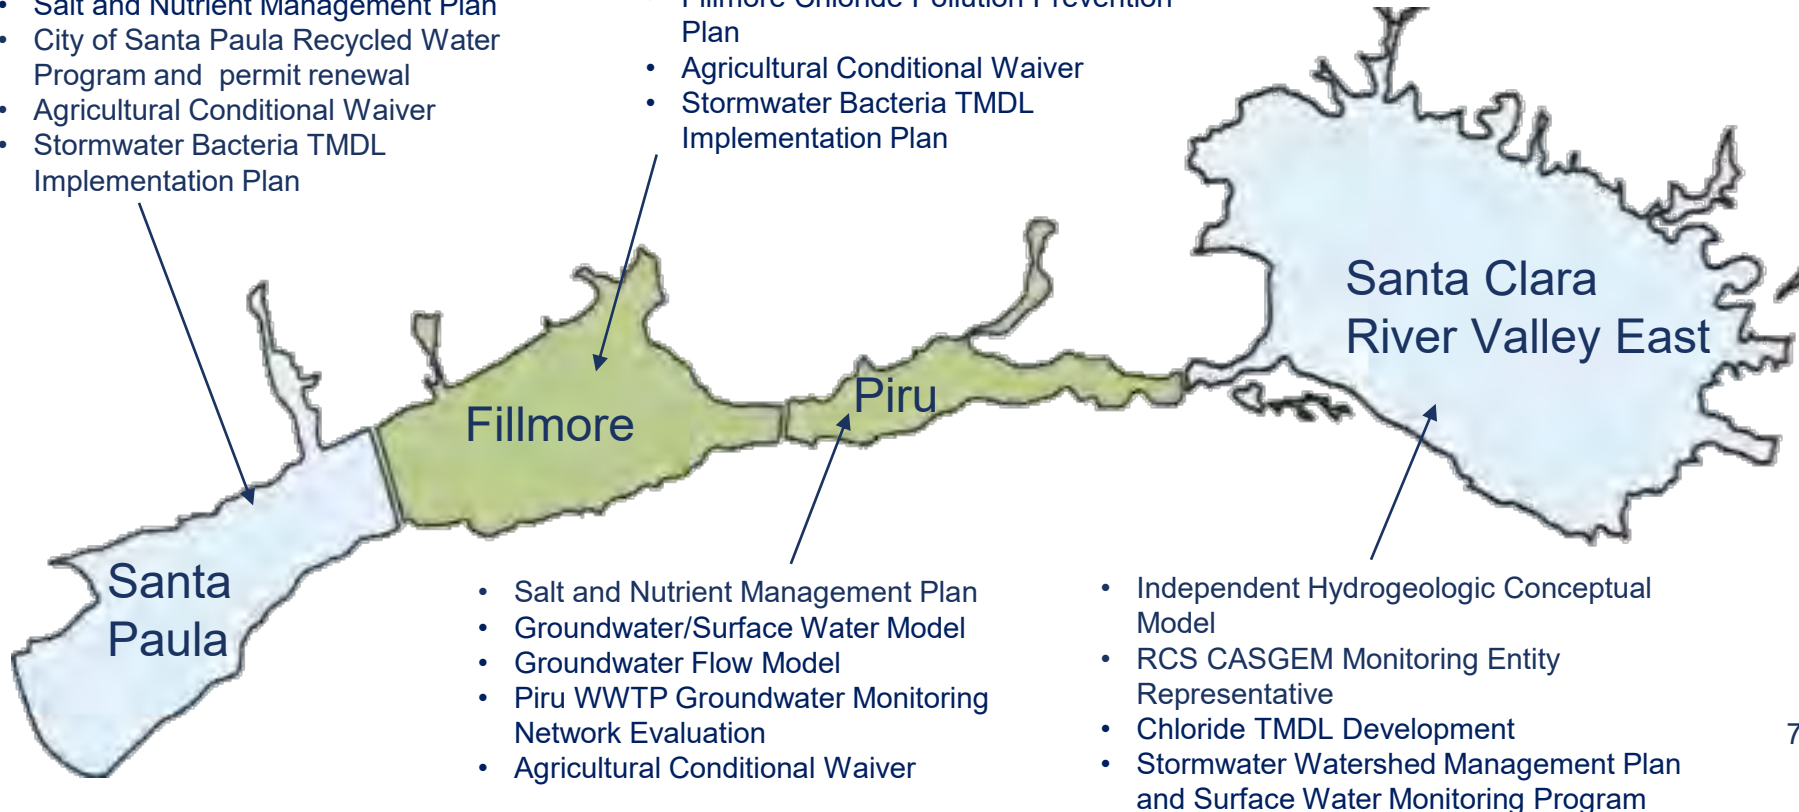 • Salt and Nutrient Management Plan
• City of Santa Paula Recycled Water
Program and permit renewal
• Agricultural Conditional Waiver
• Stormwater Bacteria TMDL
Implementation Plan
• Fillmore Chloride Pollution Prevention
Plan
• Agricultural Conditional Waiver
• Stormwater Bacteria TMDL
Implementation Plan
Santa Clara
River Valley East
Piru
Fillmore
Santa
Paula
• Salt and Nutrient Management Plan
• Groundwater/Surface Water Model
• Groundwater Flow Model
• Piru WWTP Groundwater Monitoring
Network Evaluation
• Agricultural Conditional Waiver
• Independent Hydrogeologic Conceptual
Model
• RCS CASGEM Monitoring Entity
Representative
• Chloride TMDL Development
• Stormwater Watershed Management Plan
and Surface Water Monitoring Program
7